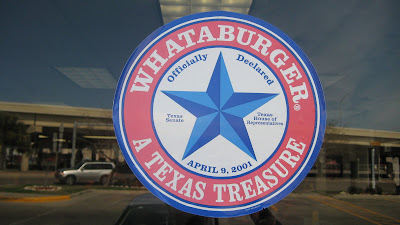 WHATABURGER®
Officially Declared
Texas Senate
Texas House of Representatives
APRIL 9, 2001
A TEXAS TREASURE